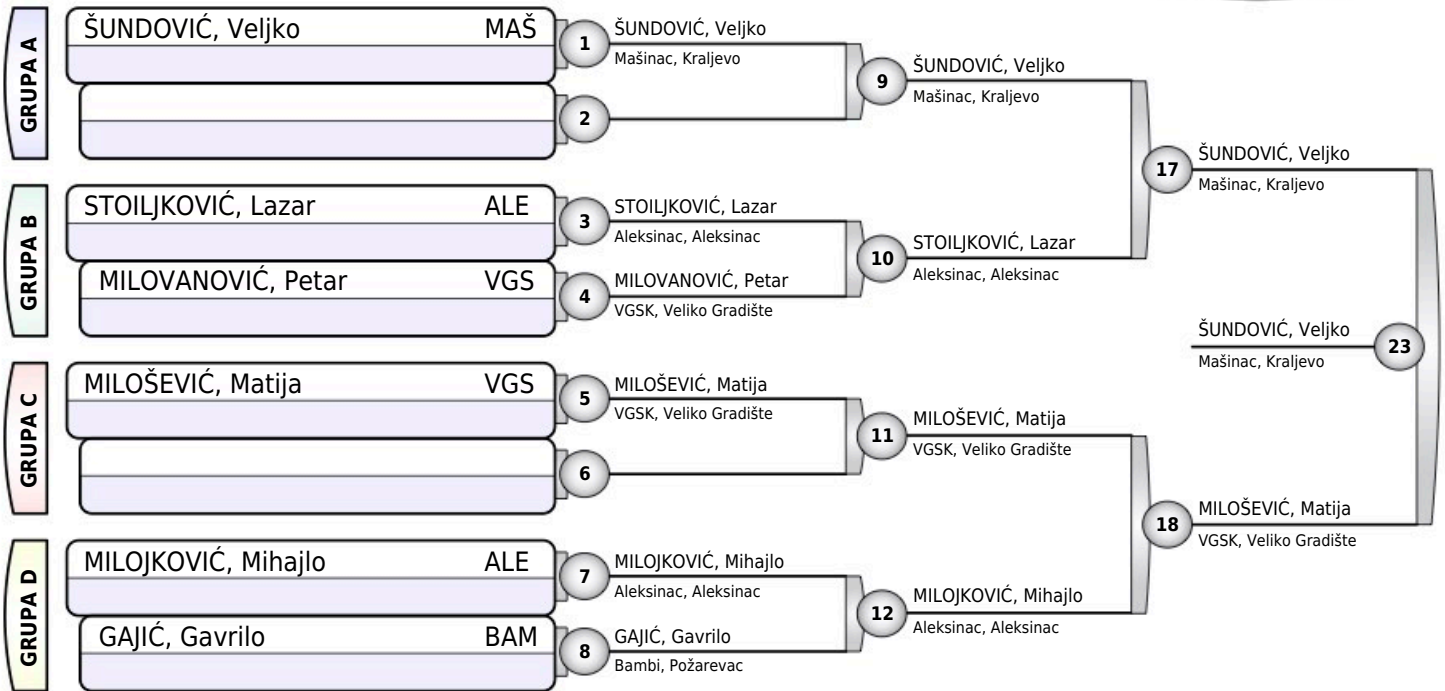 GRUPA A
ŠUNDOVIĆ, Veljko MAŠ
1
2
GRUPA B
STOILJKOVIĆ, Lazar ALE
3
MILOVANOVIĆ, Petar VGS
4
GRUPA C
MILOŠEVIĆ, Matija VGS
5
6
GRUPA D
MILOJKOVIĆ, Mihajlo ALE
7
GAJIĆ, Gavrilo BAM
8
ŠUNDOVIĆ, Veljko
Mašinac, Kraljevo
STOILJKOVIĆ, Lazar
Aleksinac, Aleksinac
MILOVANOVIĆ, Petar
VGSK, Veliko Gradište
MILOŠEVIĆ, Matija
VGSK, Veliko Gradište
MILOJKOVIĆ, Mihajlo
Aleksinac, Aleksinac
GAJIĆ, Gavrilo
Bambi, Požarevac
9
ŠUNDOVIĆ, Veljko
Mašinac, Kraljevo
10
STOILJKOVIĆ, Lazar
Aleksinac, Aleksinac
11
MILOŠEVIĆ, Matija
VGSK, Veliko Gradište
12
MILOJKOVIĆ, Mihajlo
Aleksinac, Aleksinac
17
ŠUNDOVIĆ, Veljko
Mašinac, Kraljevo
18
MILOŠEVIĆ, Matija
VGSK, Veliko Gradište
ŠUNDOVIĆ, Veljko
Mašinac, Kraljevo
23